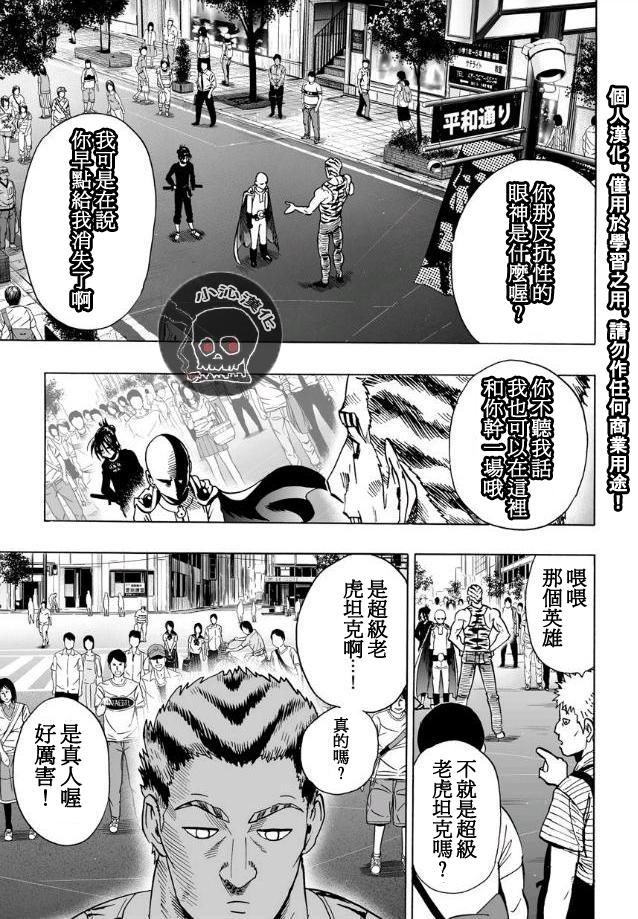 個人漢化，僅用於學習之用，請勿作任何商業用途！
平和通り
你那反抗性的
眼神是什麼喔？
我可是在說
你早點給我
消失了啊
小沁漢化
你不聽我話
我也可以在這裡
和你幹一場哦
喂喂
那個英雄
不就是超級
老虎坦克嗎？
是超級老
虎坦克啊…！
真的嗎？
是真人喔
好厲害！